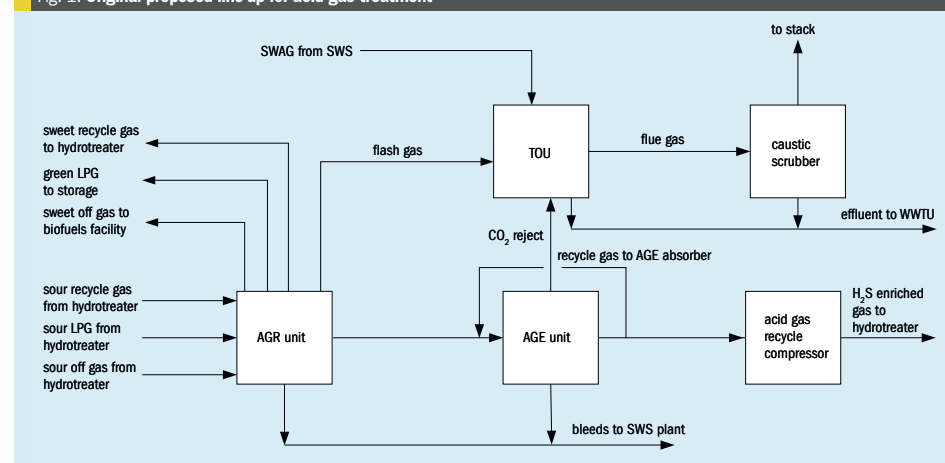 Fig. 1: Original proposed line up for acid gas treatment
to stack
SWAG from SWS
sweet recycle gas
to hydrotreater
green LPG
to storage
sweet off gas to
biofuels facility
flash gas
TOU
flue gas
caustic
scrubber
effluent to WWTU
CO2 reject
recycle gas to AGE absorber
sour recycle gas
from hydrotreater
sour LPG from
hydrotreater
sour off gas from
hydrotreater
AGR unit
AGE unit
acid gas
recycle
compressor
H2S enriched
gas to
hydrotreater
bleeds to SWS plant